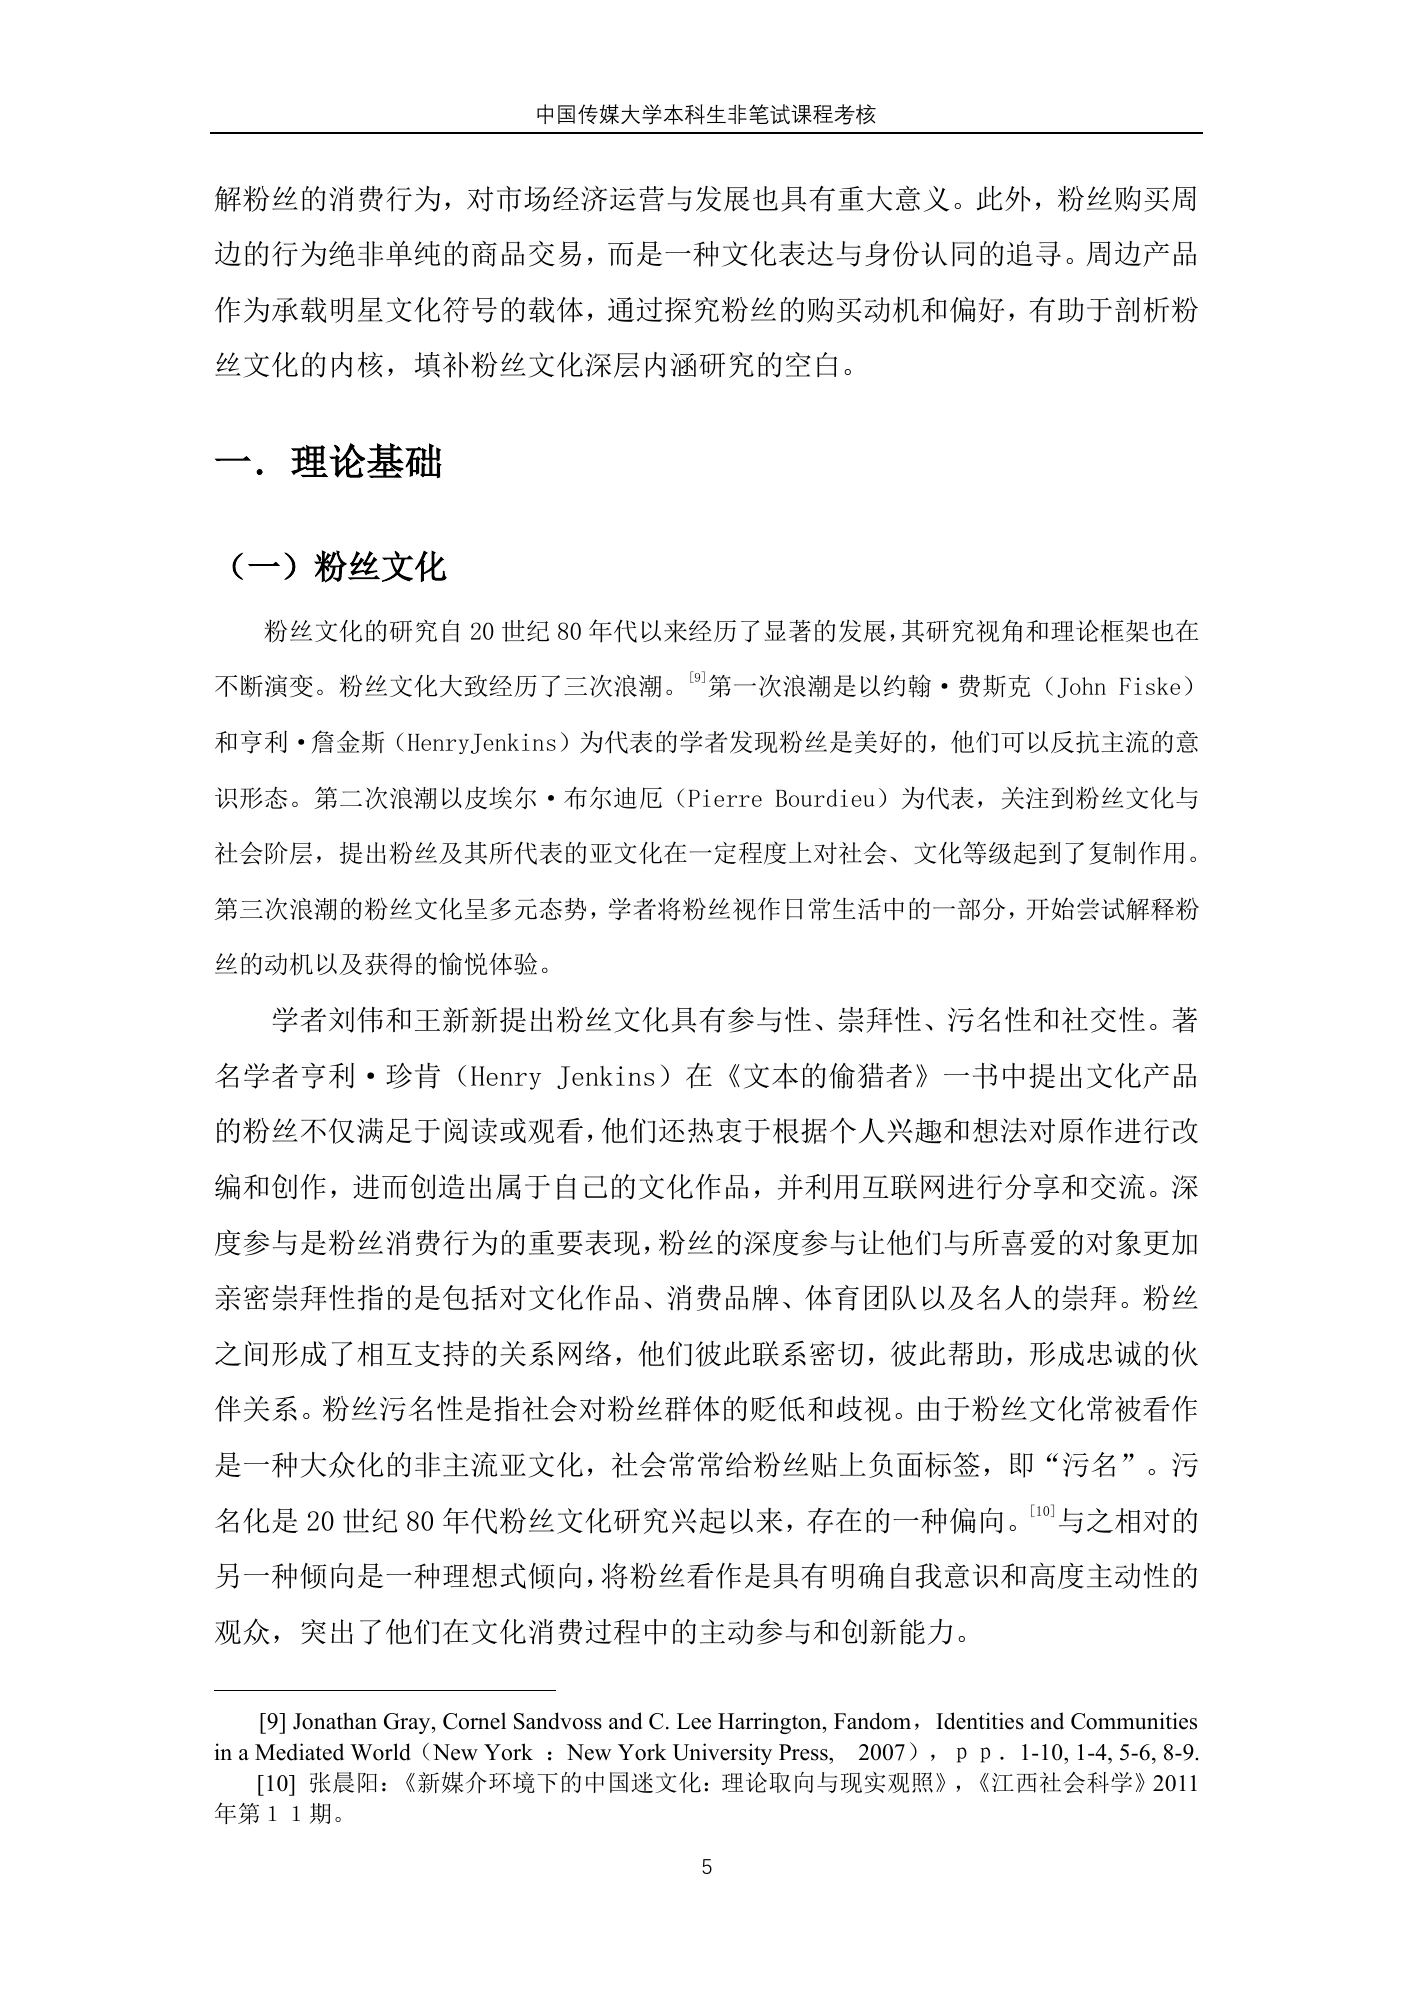 中国传媒大学本科生非笔试课程考核
解粉丝的消费行为，对市场经济运营与发展也具有重大意义。此外，粉丝购买周
边的行为绝非单纯的商品交易，而是一种文化表达与身份认同的追寻。周边产品
作为承载明星文化符号的载体，通过探究粉丝的购买动机和偏好，有助于剖析粉
丝文化的内核，填补粉丝文化深层内涵研究的空白。
一．理论基础
（一）粉丝文化
粉丝文化的研究自 20 世纪 80 年代以来经历了显著的发展，其研究视角和理论框架也在
不断演变。粉丝文化大致经历了三次浪潮。[9]第一次浪潮是以约翰·费斯克（John Fiske）
和亨利·詹金斯（HenryJenkins）为代表的学者发现粉丝是美好的，他们可以反抗主流的意
识形态。第二次浪潮以皮埃尔·布尔迪厄（Pierre Bourdieu）为代表，关注到粉丝文化与
社会阶层，提出粉丝及其所代表的亚文化在一定程度上对社会、文化等级起到了复制作用。
第三次浪潮的粉丝文化呈多元态势，学者将粉丝视作日常生活中的一部分，开始尝试解释粉
丝的动机以及获得的愉悦体验。
学者刘伟和王新新提出粉丝文化具有参与性、崇拜性、污名性和社交性。著
名学者亨利·珍肯（Henry Jenkins）在《文本的偷猎者》一书中提出文化产品
的粉丝不仅满足于阅读或观看，他们还热衷于根据个人兴趣和想法对原作进行改
编和创作，进而创造出属于自己的文化作品，并利用互联网进行分享和交流。深
度参与是粉丝消费行为的重要表现，粉丝的深度参与让他们与所喜爱的对象更加
亲密崇拜性指的是包括对文化作品、消费品牌、体育团队以及名人的崇拜。粉丝
之间形成了相互支持的关系网络，他们彼此联系密切，彼此帮助，形成忠诚的伙
伴关系。粉丝污名性是指社会对粉丝群体的贬低和歧视。由于粉丝文化常被看作
是一种大众化的非主流亚文化，社会常常给粉丝贴上负面标签，即“污名”。污
名化是 20 世纪 80 年代粉丝文化研究兴起以来，存在的一种偏向。[10]与之相对的
另一种倾向是一种理想式倾向，将粉丝看作是具有明确自我意识和高度主动性的
观众，突出了他们在文化消费过程中的主动参与和创新能力。
[9] Jonathan Gray, Cornel Sandvoss and C. Lee Harrington, Fandom，Identities and Communities
in a Mediated World（New York ：New York University Press,　2007），ｐｐ．1-10, 1-4, 5-6, 8-9.
[10] 张晨阳：《新媒介环境下的中国迷文化：理论取向与现实观照》，《江西社会科学》2011
年第１１期。
5